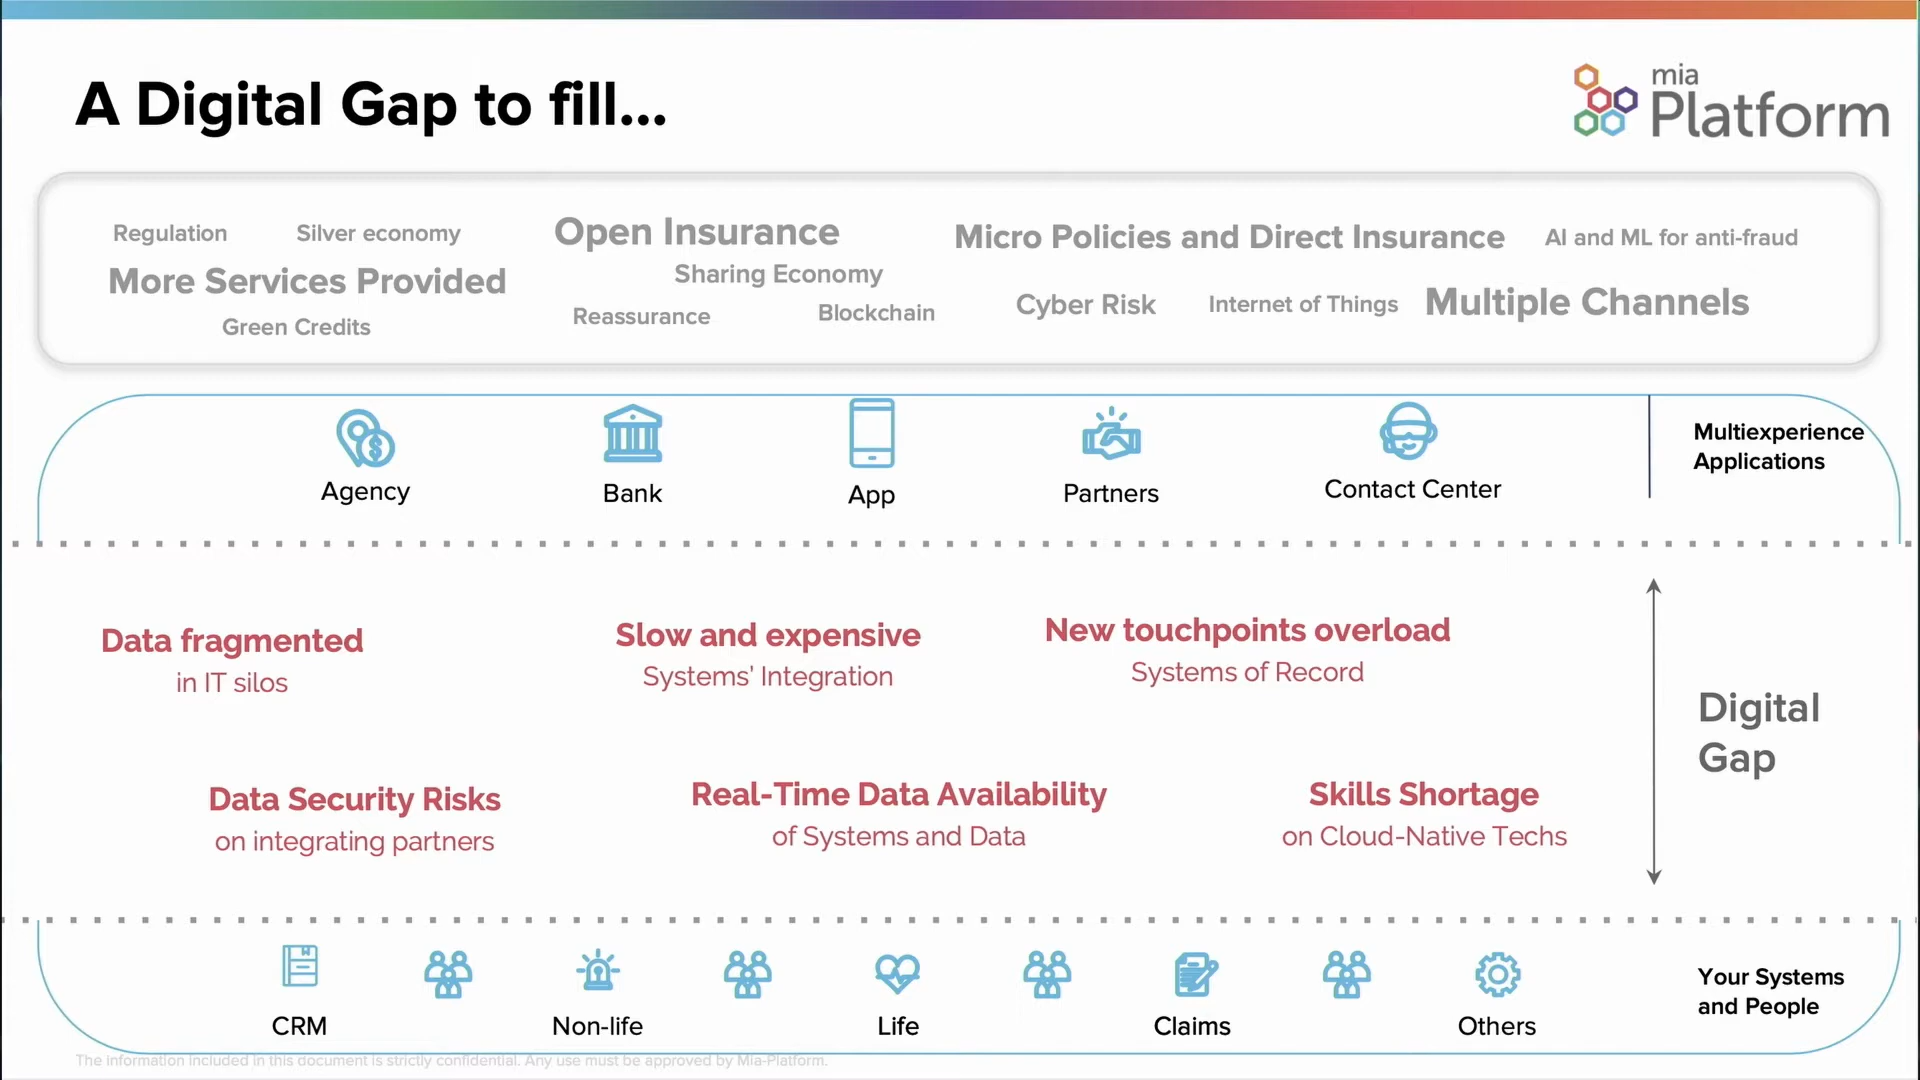 A Digital Gap to fill...
mia
Platform
Regulation
Silver economy
Open Insurance
Micro Policies and Direct Insurance
AI and ML for anti-fraud
More Services Provided
Sharing Economy
Green Credits
Reassurance
Blockchain
Cyber Risk
Internet of Things
Multiple Channels
Agency
Bank
App
Partners
Contact Center
Multiexperience
Applications
Data fragmented
in IT silos
Slow and expensive
Systems' Integration
New touchpoints overload
Systems of Record
Data Security Risks
on integrating partners
Real-Time Data Availability
of Systems and Data
Skills Shortage
on Cloud-Native Techs
Digital
Gap
CRM
Non-life
Life
Claims
Others
Your Systems
and People
The information included in this document is strictly confidential. Any use must be approved by Mia-Platform.